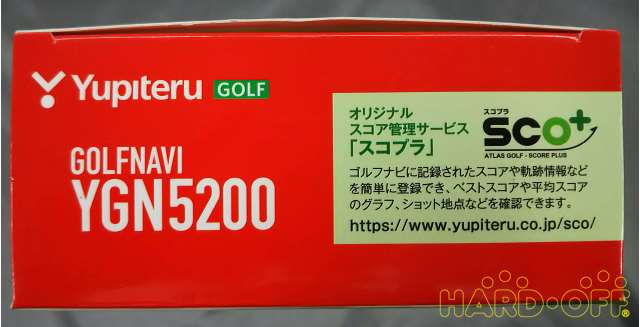 Yupiteru GOLF
GOLFNAVI
YGN5200
オリジナル
スコア管理サービス
「スコプラ」
スコプラ
sco+
ATLAS GOLF - SCORE PLUS
ゴルフナビに記録されたスコアや軌跡情報など
を簡単に登録でき、ベストスコアや平均スコア
のグラフ、ショット地点などを確認できます。
https://www.yupiteru.co.jp/sco/
HARD・OFF